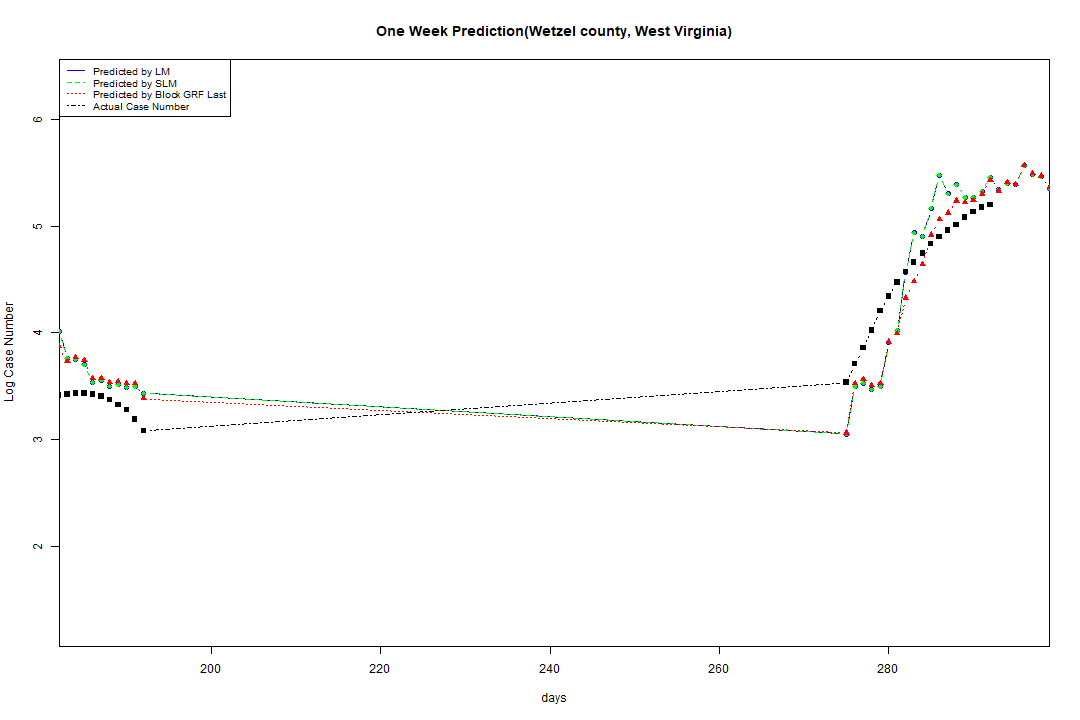 One Week Prediction(Wetzel county, West Virginia)
Predicted by LM
Predicted by SLM
Predicted by Block GRF Last
Actual Case Number
6
5
4
3
2
Log Case Number
200 220 240 260 280
days